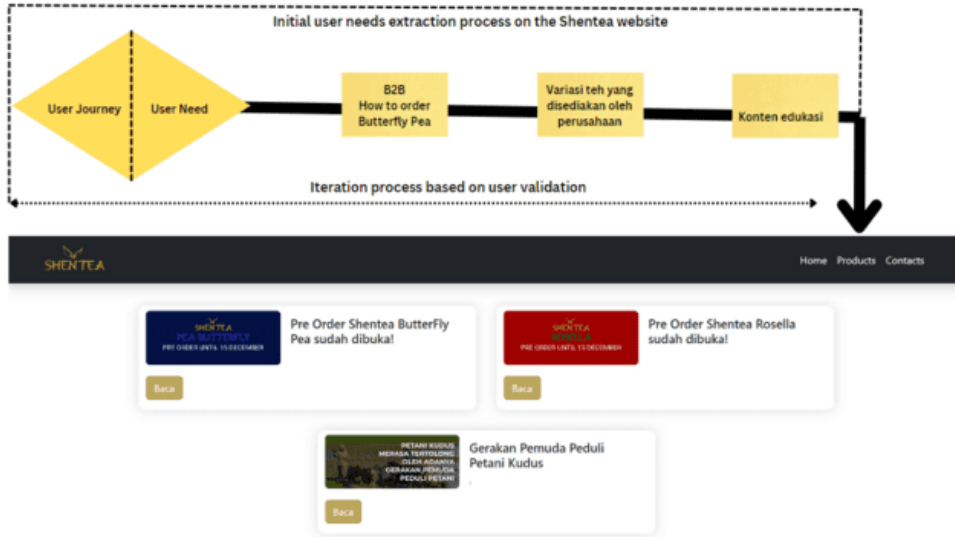 Initial user needs extraction process on the Shentea website
User Journey
User Need
B2B
How to order
Butterfly Pea
Variasi teh yang
disediakan oleh
perusahaan
Konten edukasi
Iteration process based on user validation
SHENTEA
Home Products Contacts
SHENTEA
PEA BUTTERFLY
PRE ORDER UNTIL 15 DECEMBER
Pre Order Shentea ButterFly
Pea sudah dibuka!
Baca
SHENTEA
ROSELLA
PRE ORDER UNTIL 15 DECEMBER
Pre Order Shentea Rosella
sudah dibuka!
Baca
PETANI KUDUS
MERASA TERTOLONG
OLEH ADANYA
GERAKAN PEMUDA
PEDULI PETANI
Gerakan Pemuda Peduli
Petani Kudus
Baca